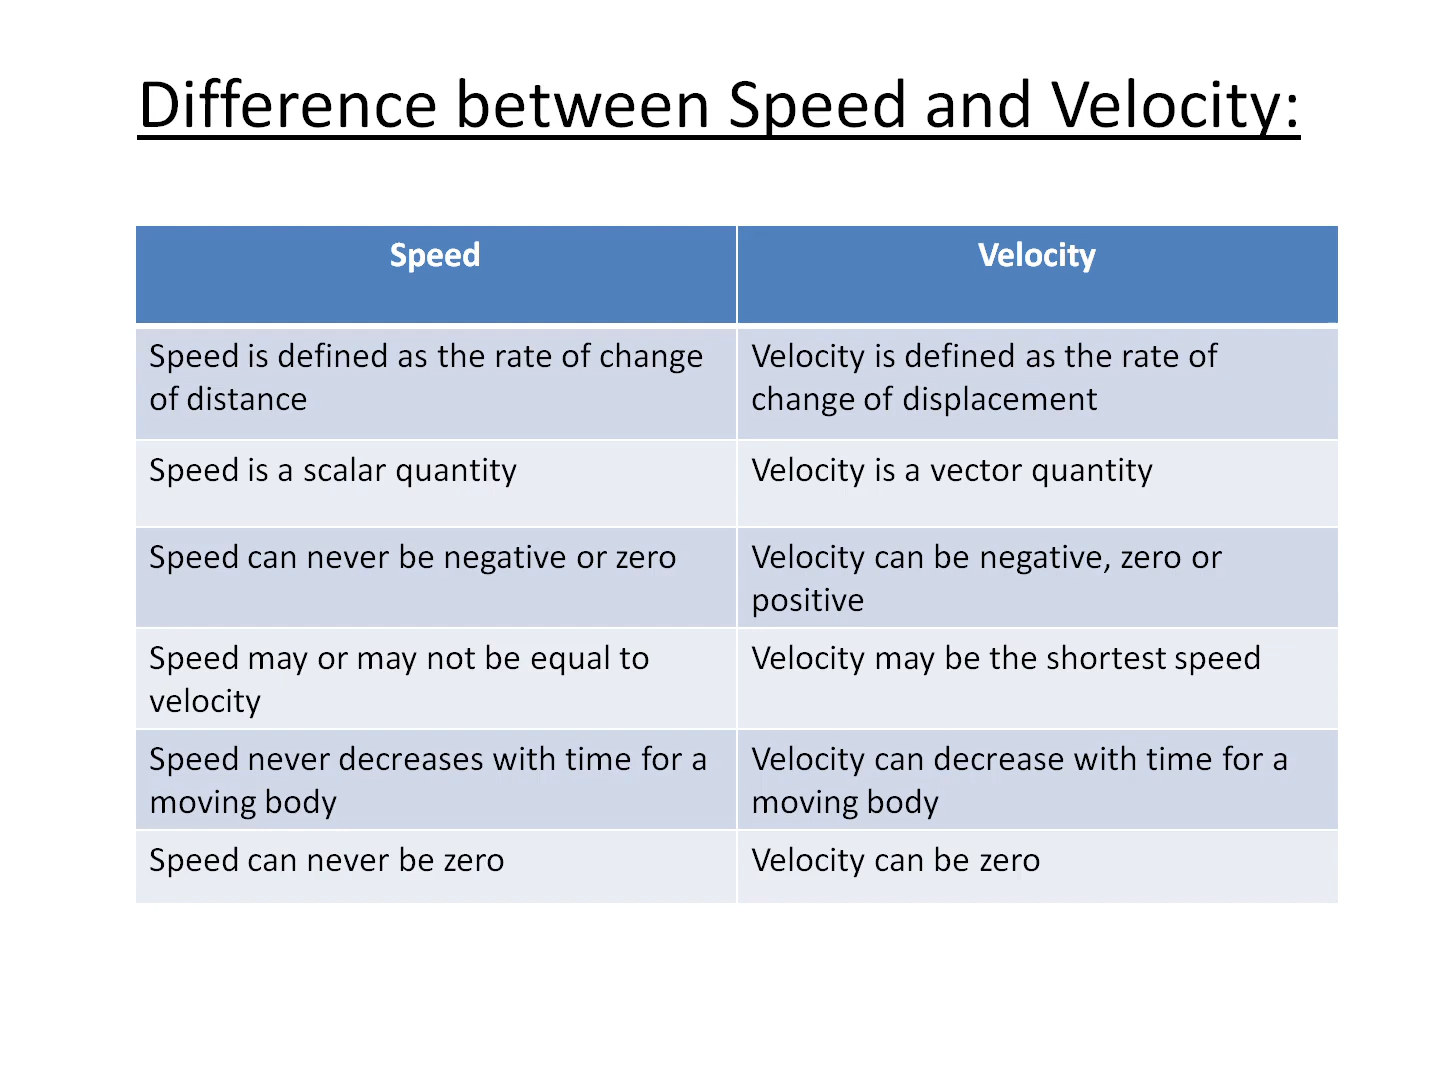 Difference between Speed and Velocity:
Speed
Velocity
Speed is defined as the rate of change
of distance
Velocity is defined as the rate of
change of displacement
Speed is a scalar quantity
Velocity is a vector quantity
Speed can never be negative or zero
Velocity can be negative, zero or
positive
Speed may or may not be equal to
velocity
Velocity may be the shortest speed
Speed never decreases with time for a
moving body
Velocity can decrease with time for a
moving body
Speed can never be zero
Velocity can be zero